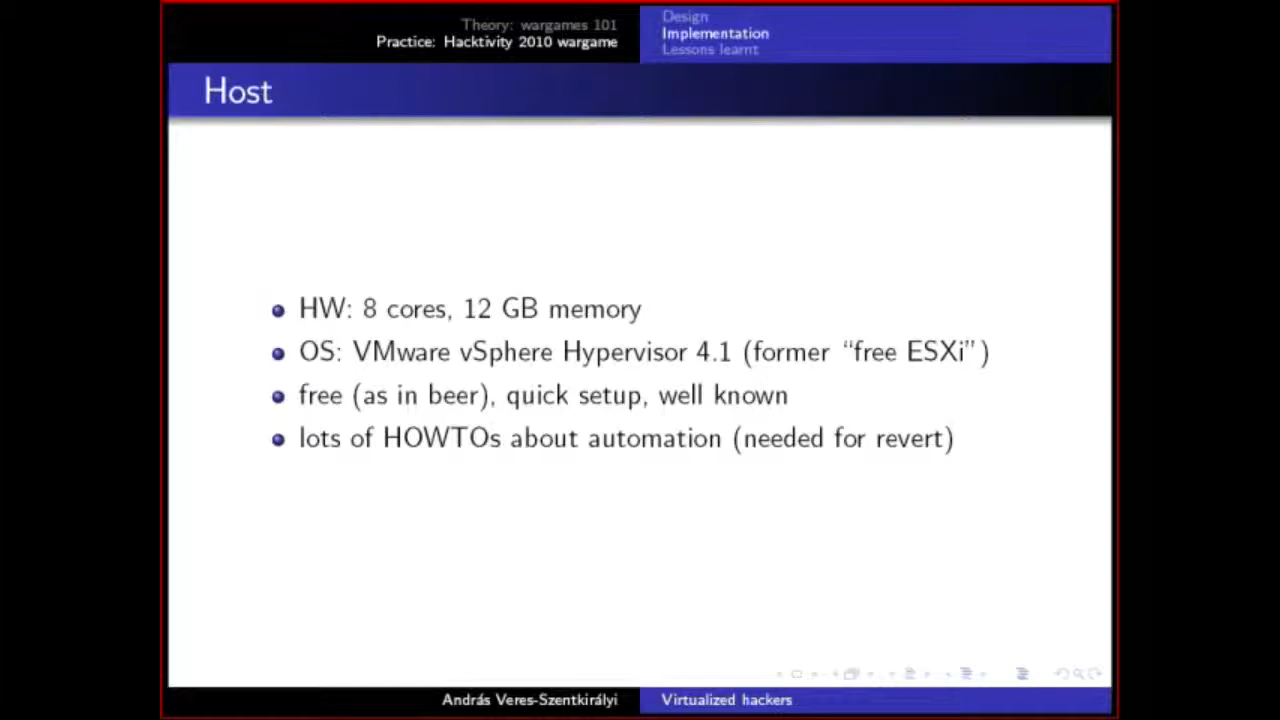 Theory: wargames 101
Practice: Hacktivity 2010 wargame
Design
Implementation
Lessons learnt
Host
HW: 8 cores, 12 GB memory
OS: VMware vSphere Hypervisor 4.1 (former “free ESXi”)
free (as in beer), quick setup, well known
lots of HOWTOs about automation (needed for revert)
András Veres-Szentkirályi
Virtualized hackers